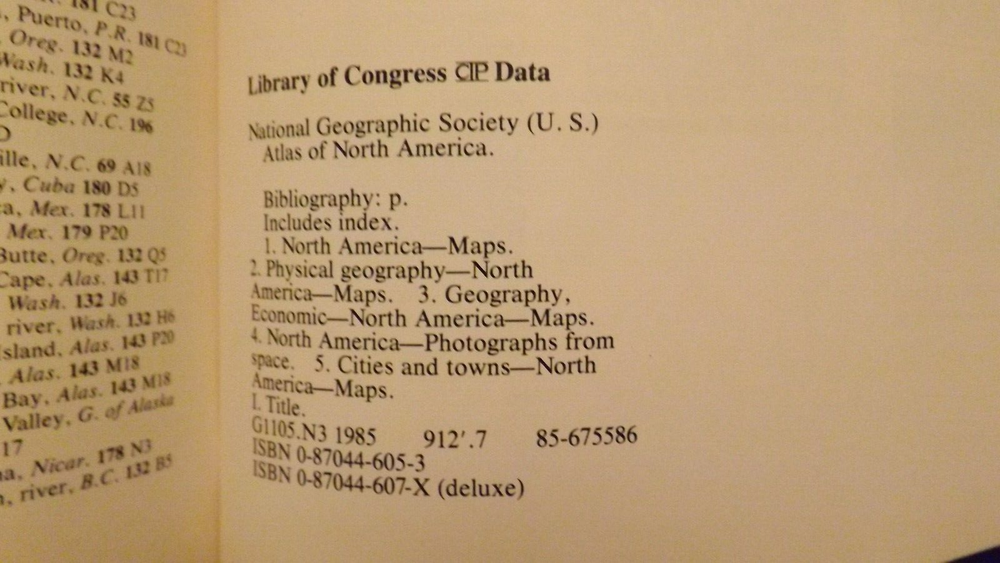 181 C23
, Puerto, P.R. 181 C23
, Oreg. 132 M2
Wash. 132 K4
river, N.C. 55 Z5
College, N.C. 196
ille, N.C. 69 A18
y, Cuba 180 D5
a, Mex. 178 L11
Mex. 179 P20
Butte, Oreg. 132 Q5
Cape, Alas. 143 T17
Wash. 132 J6
river, Wash. 132 H6
sland, Alas. 143 P20
, Alas. 143 M18
Bay, Alas. 143 M18
Valley, G. of Alaska
17
na, Nicar. 178 N3
n, river, B.C. 132 B5
Library of Congress CIP Data
National Geographic Society (U. S.)
Atlas of North America.
Bibliography: p.
Includes index.
1. North America—Maps.
2. Physical geography—North
America—Maps. 3. Geography,
Economic—North America—Maps.
4. North America—Photographs from
space. 5. Cities and towns—North
America—Maps.
I. Title.
G1105.N3 1985 912'.7 85-675586
ISBN 0-87044-605-3
ISBN 0-87044-607-X (deluxe)